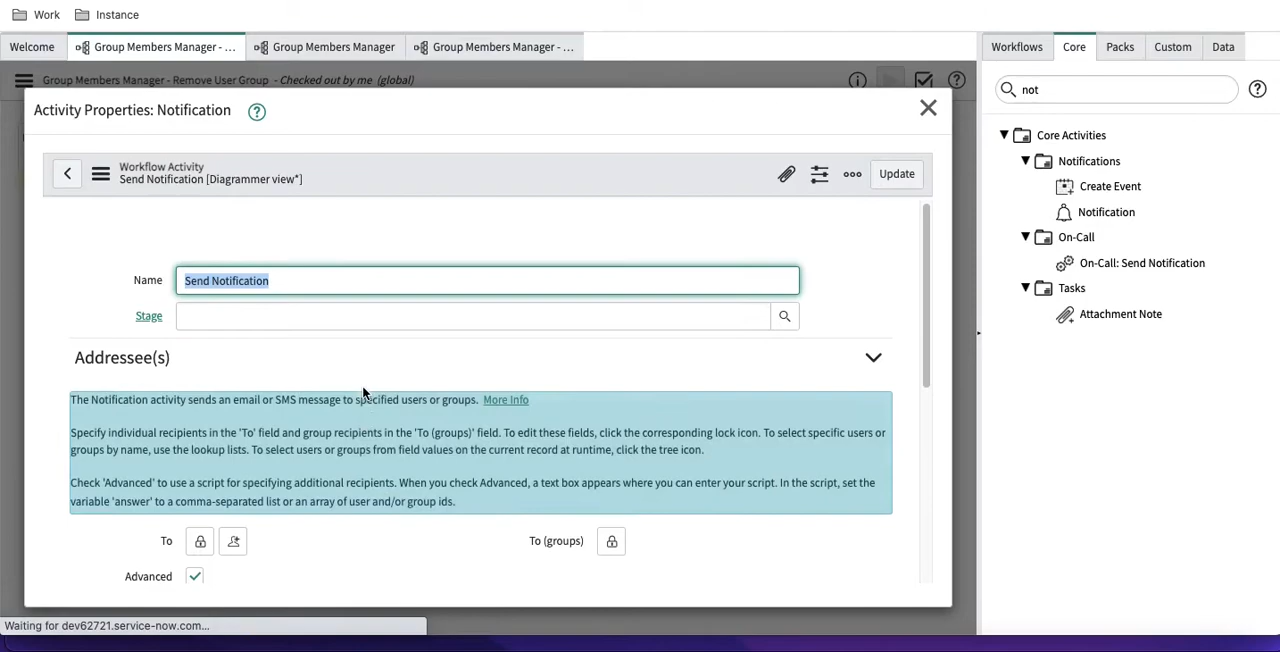 Work
Instance
Welcome
Group Members Manager - ...
Group Members Manager
Group Members Manager - ...
Workflows
Core
Packs
Custom
Data
Group Members Manager - Remove User Group - Checked out by me (global)
not
Activity Properties: Notification
Workflow Activity
Send Notification [Diagrammer view*]
Update
Name
Send Notification
Stage
Addressee(s)
The Notification activity sends an email or SMS message to specified users or groups. More Info
Specify individual recipients in the 'To' field and group recipients in the 'To (groups)' field. To edit these fields, click the corresponding lock icon. To select specific users or
groups by name, use the lookup lists. To select users or groups from field values on the current record at runtime, click the tree icon.
Check 'Advanced' to use a script for specifying additional recipients. When you check Advanced, a text box appears where you can enter your script. In the script, set the
variable 'answer' to a comma-separated list or an array of user and/or group ids.
To
To (groups)
Advanced
Core Activities
Notifications
Create Event
Notification
On-Call
On-Call: Send Notification
Tasks
Attachment Note
Waiting for dev62721.service-now.com...